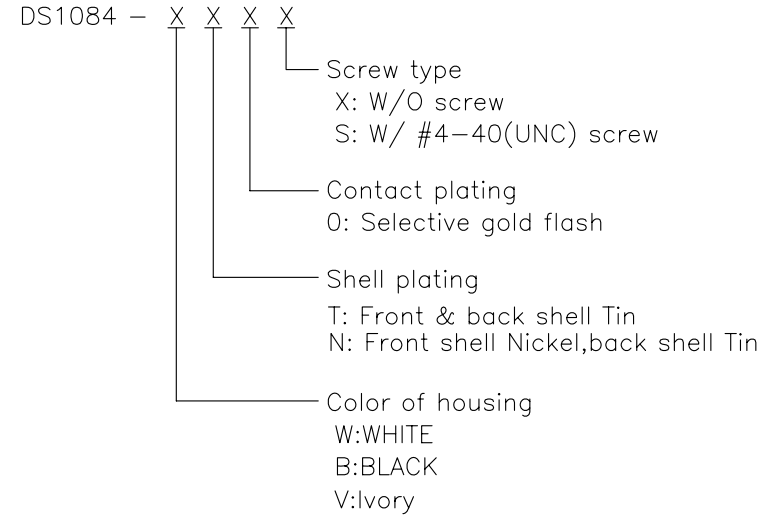 DS1084 - X X X X
Screw type
X: W/O screw
S: W/ #4-40(UNC) screw
Contact plating
0: Selective gold flash
Shell plating
T: Front & back shell Tin
N: Front shell Nickel,back shell Tin
Color of housing
W:WHITE
B:BLACK
V:Ivory